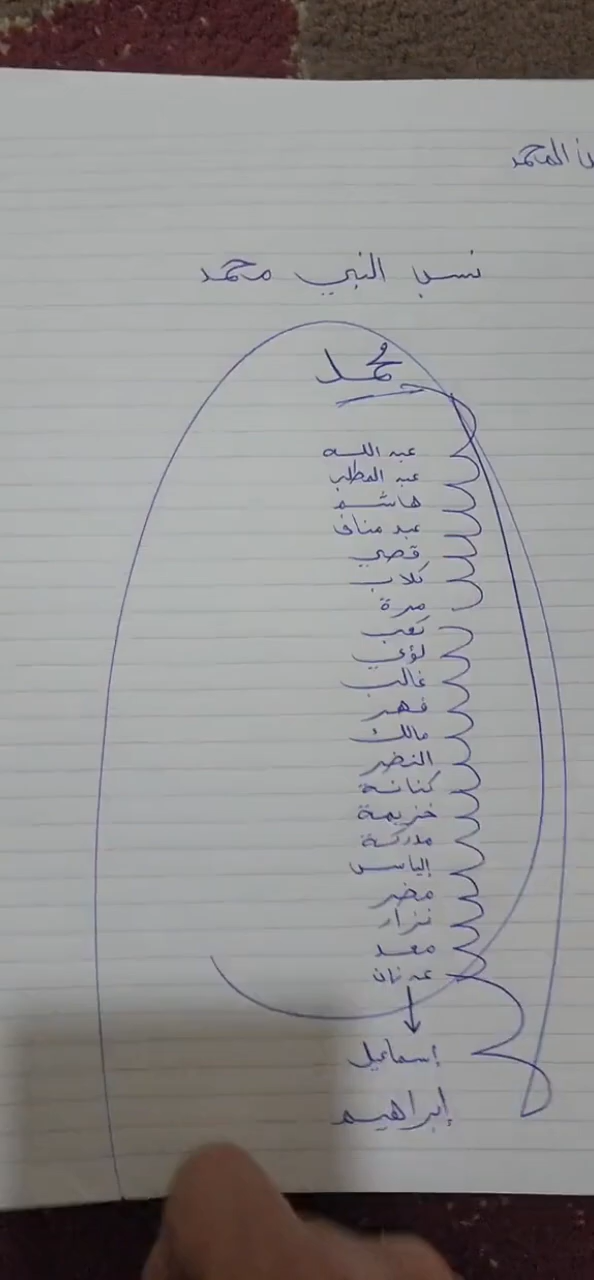 المحمد
نسب النبي محمد
محمد
عبد الله
عبد المطلب
هاشم
عبد مناف
قصي
كلاب
مرة
كعب
لؤي
غالب
فهر
مالك
النضر
كنانة
خزيمة
مدركة
إلياس
مضر
نزار
معد
عدنان
إسماعيل
إبراهيم